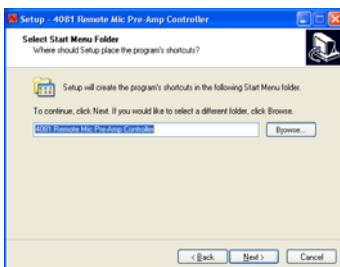 Setup - 4081 Remote Mic Pre-Amp Controller
Select Start Menu Folder
Where should Setup place the program's shortcuts?
Setup will create the program's shortcuts in the following Start Menu folder.
To continue, click Next. If you would like to select a different folder, click Browse.
4081 Remote Mic Pre-Amp Controller
Browse...
< Back
Next >
Cancel